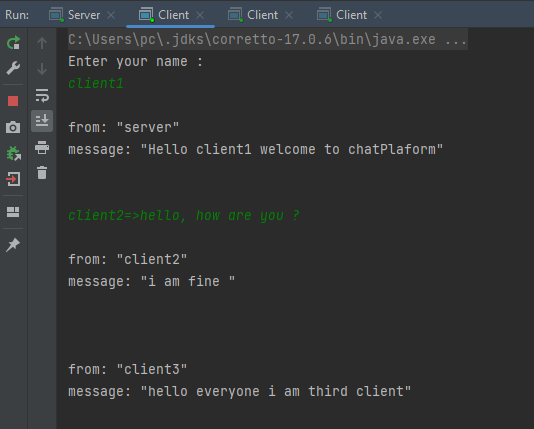 Run: Server Client Client Client
C:\Users\pc\.jdks\corretto-17.0.6\bin\java.exe ...
Enter your name :
client1
from: "server"
message: "Hello client1 welcome to chatPlaform"
client2=>hello, how are you ?
from: "client2"
message: "i am fine "
from: "client3"
message: "hello everyone i am third client"